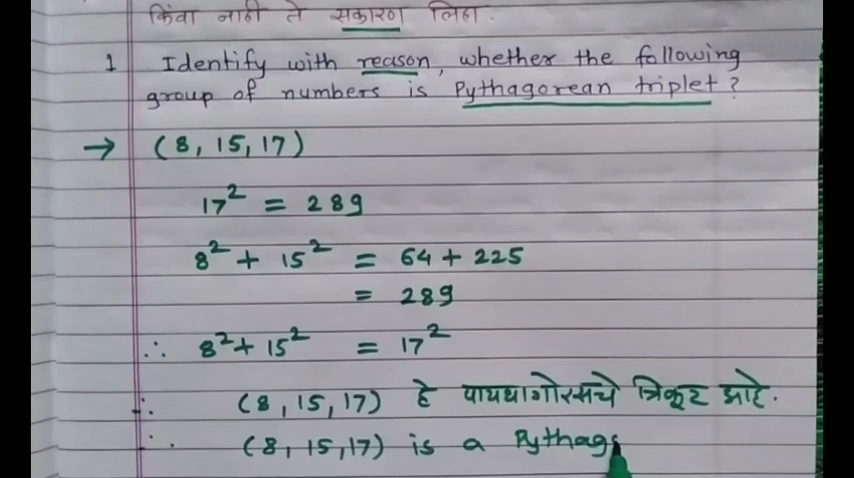 किंवा नाही ते सकारण लिहा.
1 Identify with reason, whether the following
group of numbers is Pythagorean triplet?
→ (8, 15, 17)
17² = 289
8² + 15² = 64 + 225
= 289
∴ 8² + 15² = 17²
∴ (8, 15, 17) हे पायथागोरसचे त्रिकूट आहे.
∴ (8, 15, 17) is a Pythag